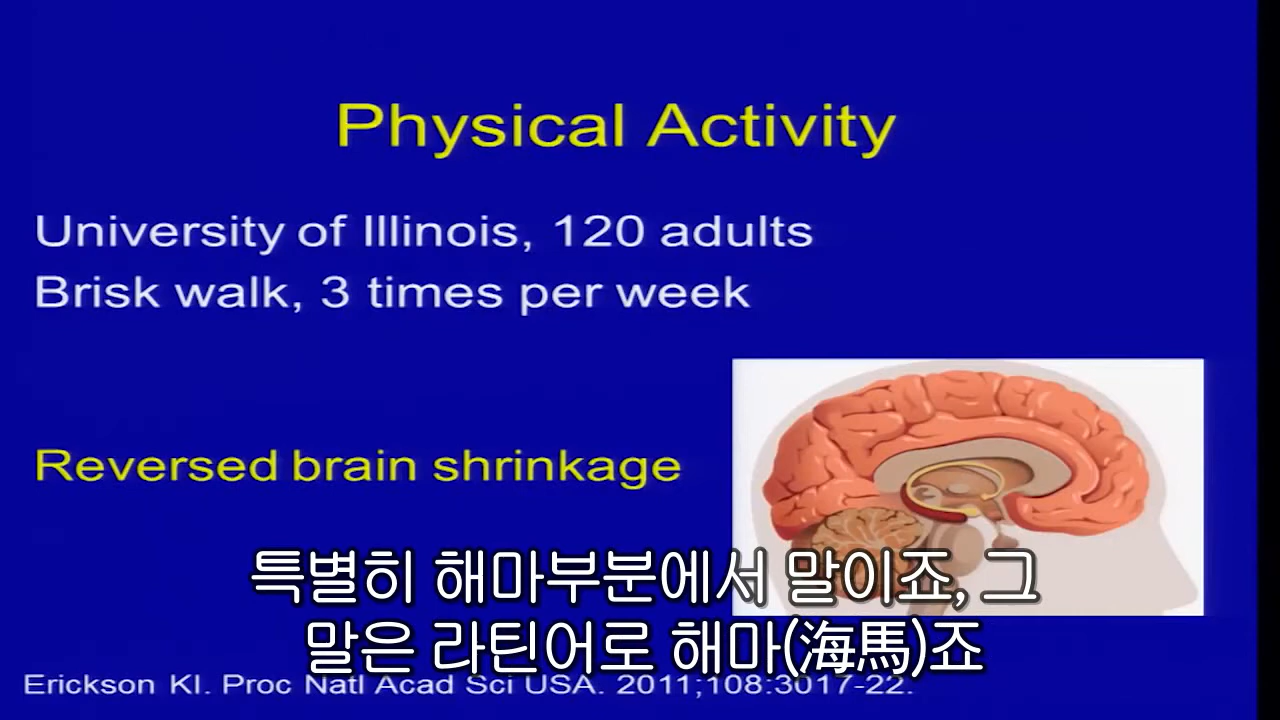 Physical Activity
University of Illinois, 120 adults
Brisk walk, 3 times per week
Reversed brain shrinkage
특별히 해마부분에서 말이죠, 그
말은 라틴어로 해마(海馬)죠
Erickson KI. Proc Natl Acad Sci USA. 2011;108:3017-22.